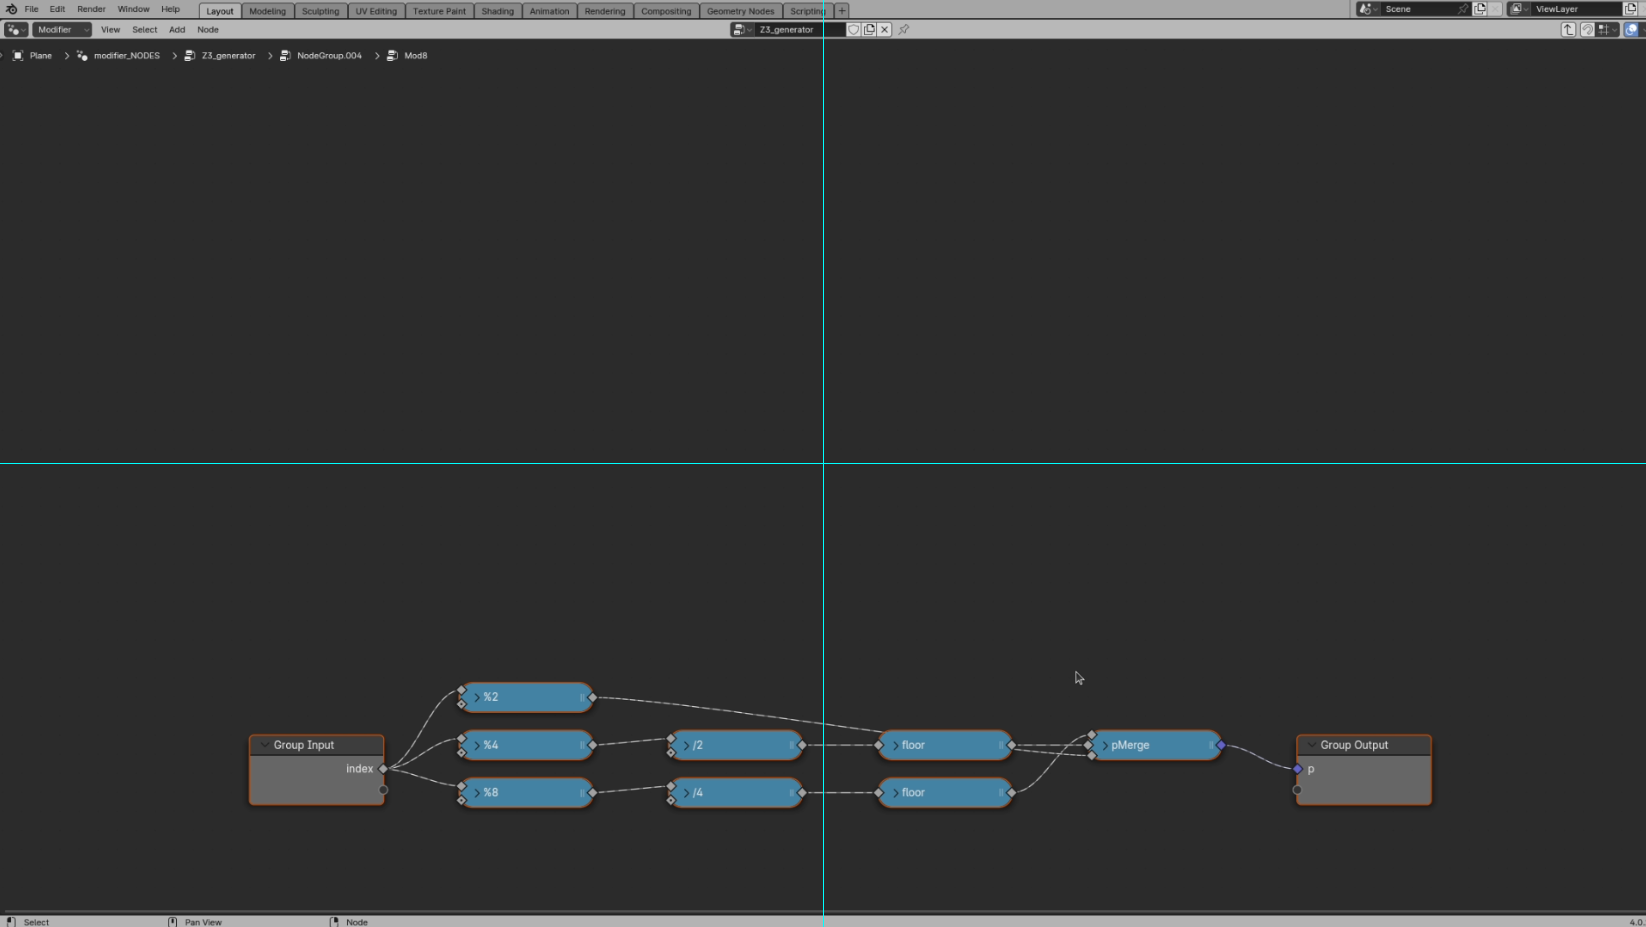 File Edit Render Window Help Layout Modeling Sculpting UV Editing Texture Paint Shading Animation Rendering Compositing Geometry Nodes Scripting + Scene ViewLayer
Modifier View Select Add Node Z3_generator
Plane > modifier_NODES > Z3_generator > NodeGroup.004 > Mod8
%2
Group Input %4 /2 floor pMerge Group Output
index p
%8 /4 floor
Select Pan View Node 4.0.